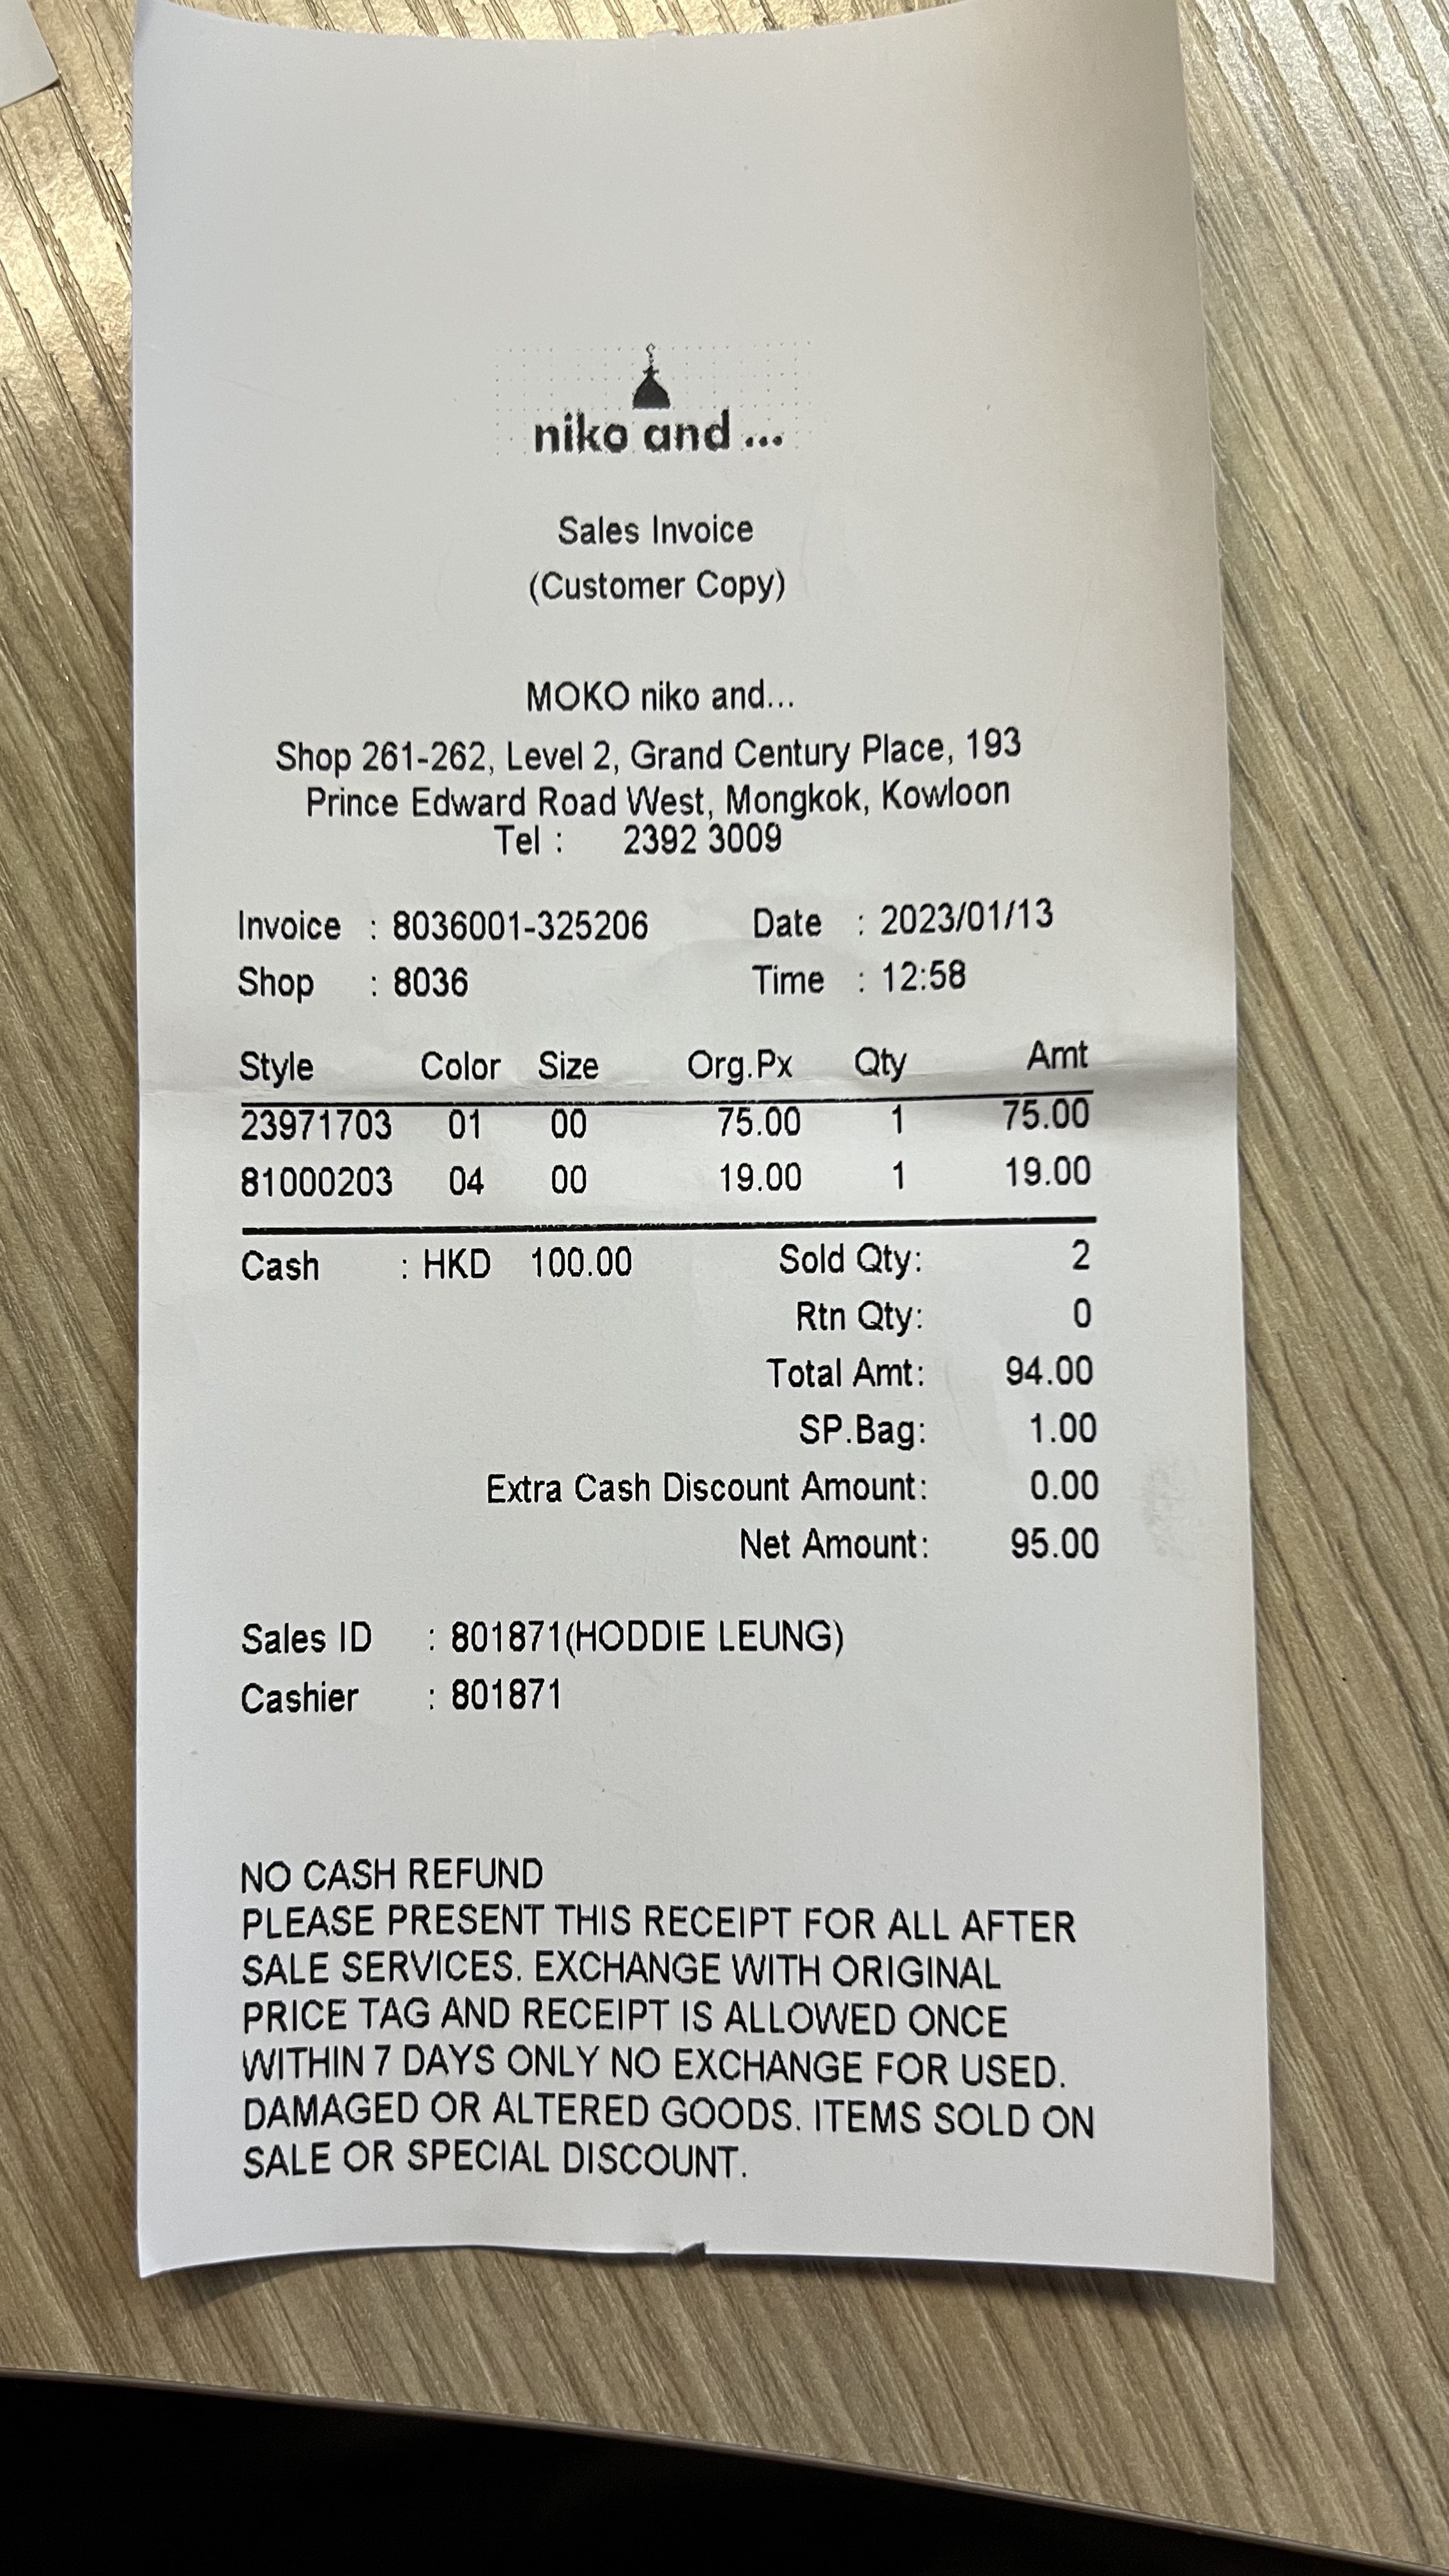 niko and ...
Sales Invoice
(Customer Copy)
MOKO niko and...
Shop 261-262, Level 2, Grand Century Place, 193
Prince Edward Road West, Mongkok, Kowloon
Tel : 2392 3009
Invoice : 8036001-325206 Date : 2023/01/13
Shop : 8036 Time : 12:58
Style Color Size Org.Px Qty Amt
23971703 01 00 75.00 1 75.00
81000203 04 00 19.00 1 19.00
Cash : HKD 100.00 Sold Qty: 2
Rtn Qty: 0
Total Amt: 94.00
SP.Bag: 1.00
Extra Cash Discount Amount: 0.00
Net Amount: 95.00
Sales ID : 801871(HODDIE LEUNG)
Cashier : 801871
NO CASH REFUND
PLEASE PRESENT THIS RECEIPT FOR ALL AFTER
SALE SERVICES. EXCHANGE WITH ORIGINAL
PRICE TAG AND RECEIPT IS ALLOWED ONCE
WITHIN 7 DAYS ONLY NO EXCHANGE FOR USED.
DAMAGED OR ALTERED GOODS. ITEMS SOLD ON
SALE OR SPECIAL DISCOUNT.